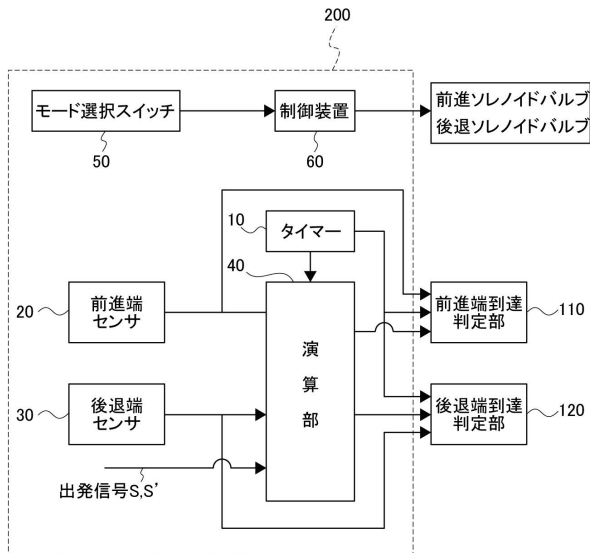 200
モード選択スイッチ
制御装置
前進ソレノイドバルブ
後退ソレノイドバルブ
50
60
10
タイマー
40
20
前進端
センサ
前進端到達
判定部
110
演
算
部
30
後退端
センサ
後退端到達
判定部
120
出発信号S,S'